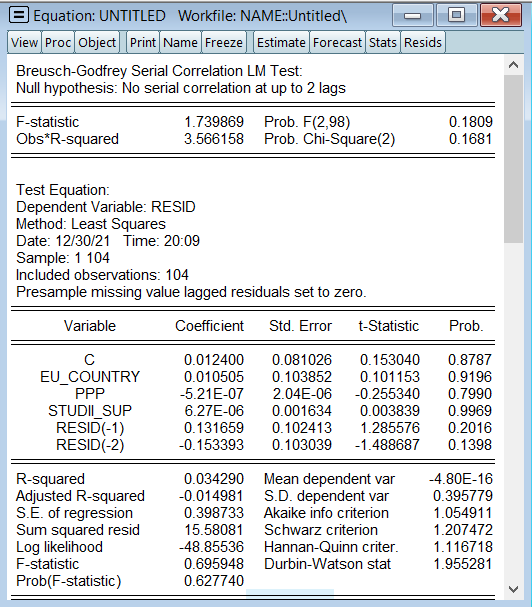 Equation: UNTITLED Workfile: NAME::Untitled\
View Proc Object Print Name Freeze Estimate Forecast Stats Resids
Breusch-Godfrey Serial Correlation LM Test:
Null hypothesis: No serial correlation at up to 2 lags
F-statistic 1.739869 Prob. F(2,98) 0.1809
Obs*R-squared 3.566158 Prob. Chi-Square(2) 0.1681
Test Equation:
Dependent Variable: RESID
Method: Least Squares
Date: 12/30/21 Time: 20:09
Sample: 1 104
Included observations: 104
Presample missing value lagged residuals set to zero.
Variable Coefficient Std. Error t-Statistic Prob.
C 0.012400 0.081026 0.153040 0.8787
EU_COUNTRY 0.010505 0.103852 0.101153 0.9196
PPP -5.21E-07 2.04E-06 -0.255340 0.7990
STUDII_SUP 6.27E-06 0.001634 0.003839 0.9969
RESID(-1) 0.131659 0.102413 1.285576 0.2016
RESID(-2) -0.153393 0.103039 -1.488687 0.1398
R-squared 0.034290 Mean dependent var -4.80E-16
Adjusted R-squared -0.014981 S.D. dependent var 0.395779
S.E. of regression 0.398733 Akaike info criterion 1.054911
Sum squared resid 15.58081 Schwarz criterion 1.207472
Log likelihood -48.85536 Hannan-Quinn criter. 1.116718
F-statistic 0.695948 Durbin-Watson stat 1.955281
Prob(F-statistic) 0.627740